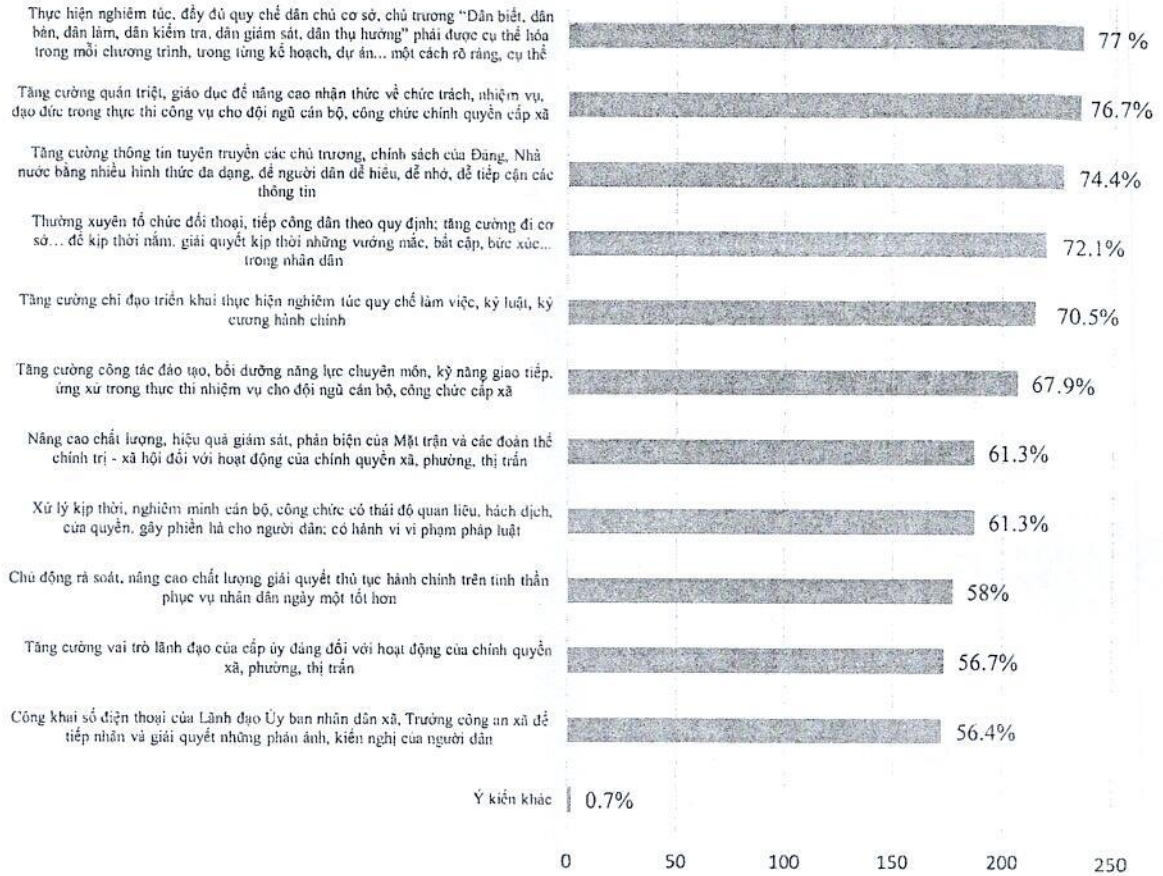 Thực hiện nghiêm túc, đầy đủ quy chế dân chủ cơ sở, chủ trương “Dân biết, dân
bàn, dân làm, dân kiểm tra, dân giám sát, dân thụ hưởng” phải được cụ thể hóa
trong mỗi chương trình, trong từng kế hoạch, dự án... một cách rõ ràng, cụ thể
77 %
Tăng cường quán triệt, giáo dục để nâng cao nhận thức về chức trách, nhiệm vụ,
đạo đức trong thực thi công vụ cho đội ngũ cán bộ, công chức chính quyền cấp xã
76.7%
Tăng cường thông tin tuyên truyền các chủ trương, chính sách của Đảng, Nhà
nước bằng nhiều hình thức đa dạng, để người dân dễ hiểu, dễ nhớ, dễ tiếp cận các
thông tin
74.4%
Thường xuyên tổ chức đối thoại, tiếp công dân theo quy định; tăng cường đi cơ
sở... để kịp thời nắm, giải quyết kịp thời những vướng mắc, bất cập, bức xúc...
trong nhân dân
72.1%
Tăng cường chỉ đạo triển khai thực hiện nghiêm túc quy chế làm việc, kỷ luật, kỷ
cương hành chính
70.5%
Tăng cường công tác đào tạo, bồi dưỡng năng lực chuyên môn, kỹ năng giao tiếp,
ứng xử trong thực thi nhiệm vụ cho đội ngũ cán bộ, công chức cấp xã
67.9%
Nâng cao chất lượng, hiệu quả giám sát, phản biện của Mặt trận và các đoàn thể
chính trị - xã hội đối với hoạt động của chính quyền xã, phường, thị trấn
61.3%
Xử lý kịp thời, nghiêm minh cán bộ, công chức có thái độ quan liêu, hách dịch,
cửa quyền, gây phiền hà cho người dân; có hành vi vi phạm pháp luật
61.3%
Chủ động rà soát, nâng cao chất lượng giải quyết thủ tục hành chính trên tinh thần
phục vụ nhân dân ngày một tốt hơn
58%
Tăng cường vai trò lãnh đạo của cấp ủy đảng đối với hoạt động của chính quyền
xã, phường, thị trấn
56.7%
Công khai số điện thoại của Lãnh đạo Ủy ban nhân dân xã, Trưởng công an xã để
tiếp nhận và giải quyết những phản ánh, kiến nghị của người dân
56.4%
Ý kiến khác
0.7%
0 50 100 150 200 250